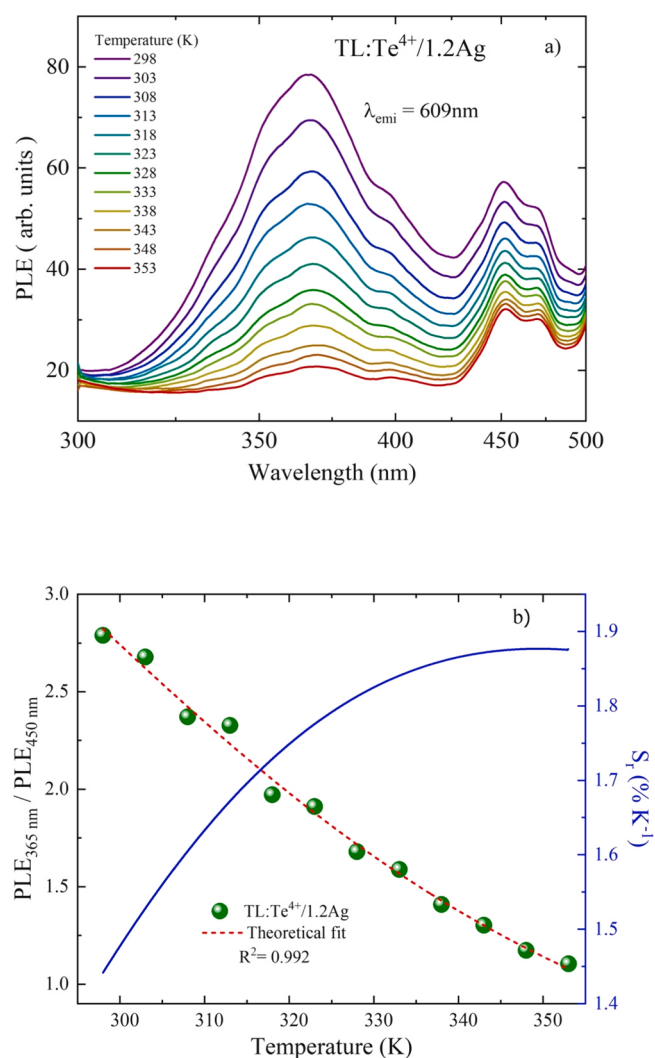 a)
TL:Te⁴⁺/1.2Ag
λemi = 609nm
Temperature (K)
298
303
308
313
318
323
328
333
338
343
348
353
PLE ( arb. units )
80
60
40
20
300
350
400
450
500
Wavelength (nm)
b)
PLE365 nm / PLE450 nm
3.0
2.5
2.0
1.5
1.0
TL:Te⁴⁺/1.2Ag
Theoretical fit
R²= 0.992
1.9
1.8
1.7
1.6
1.5
1.4
Sr (% K⁻¹)
300
310
320
330
340
350
Temperature (K)